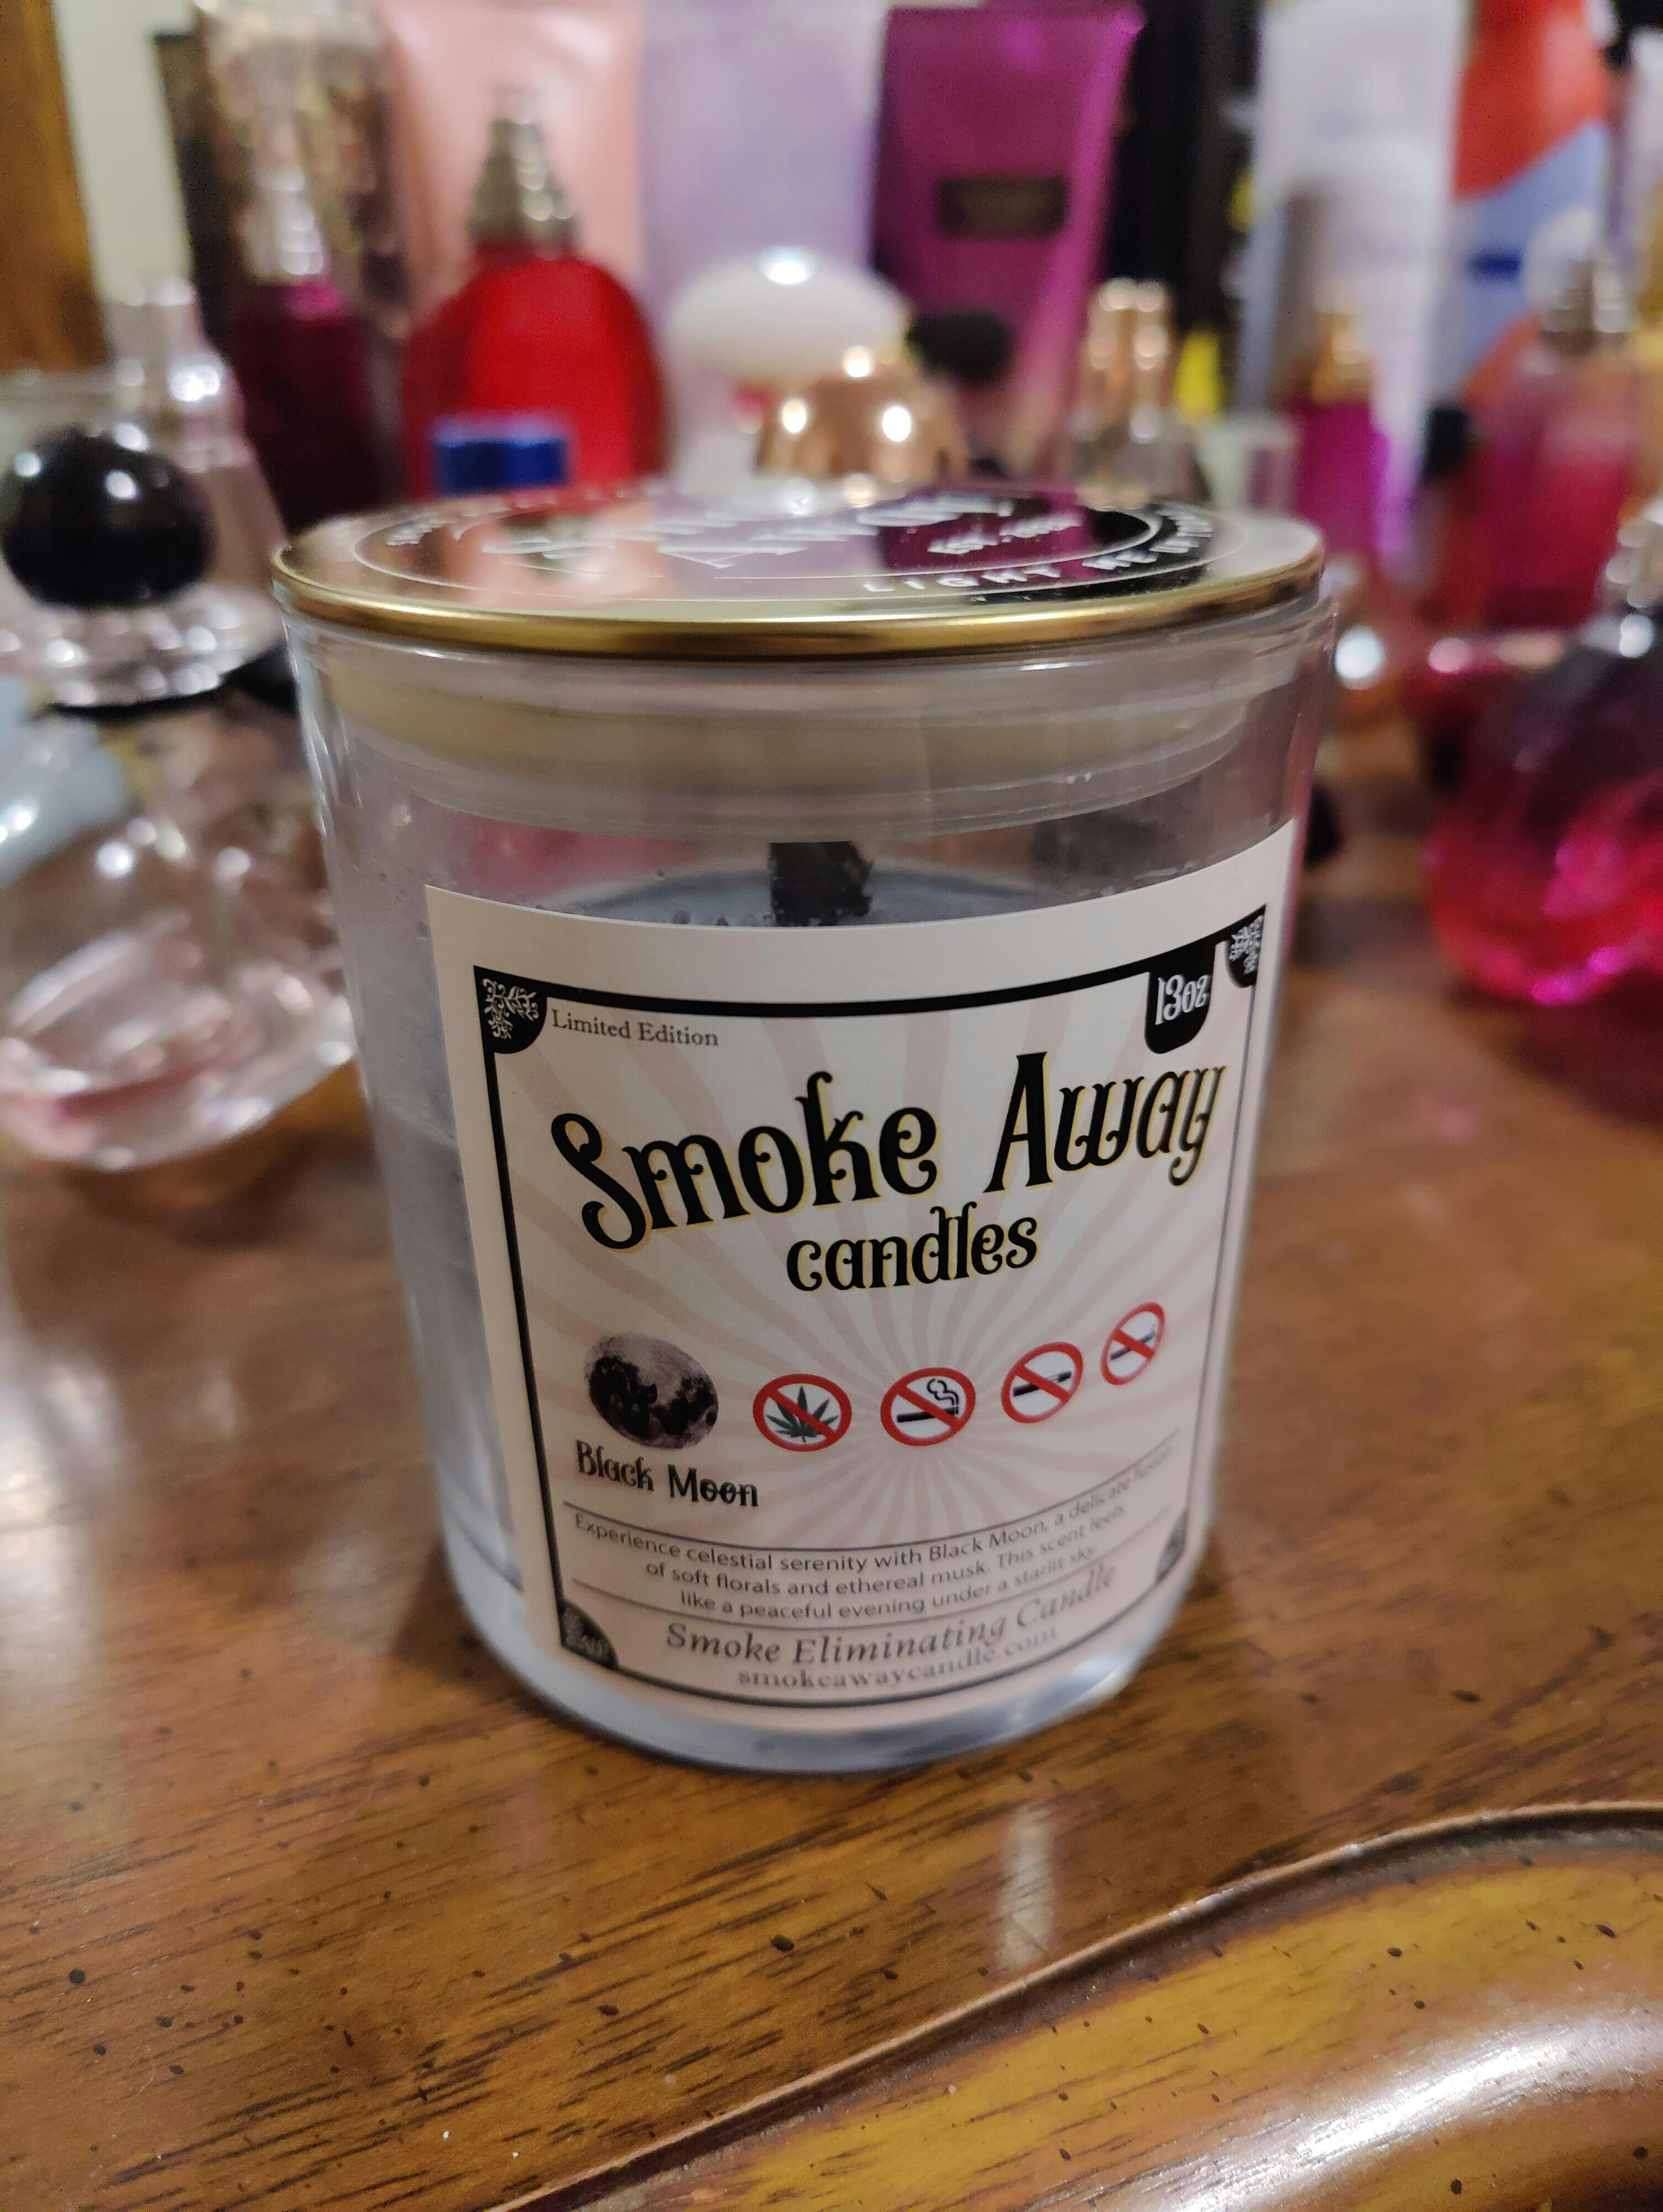 LIGHT
Limited Edition
13oz
Smoke Away
candles
Black Moon
Experience celestial serenity with Black Moon, a delicate fusion
of soft florals and ethereal musk. This scent feels
like a peaceful evening under a starlit sky.
Smoke Eliminating Candle
smokeawaycandle.com